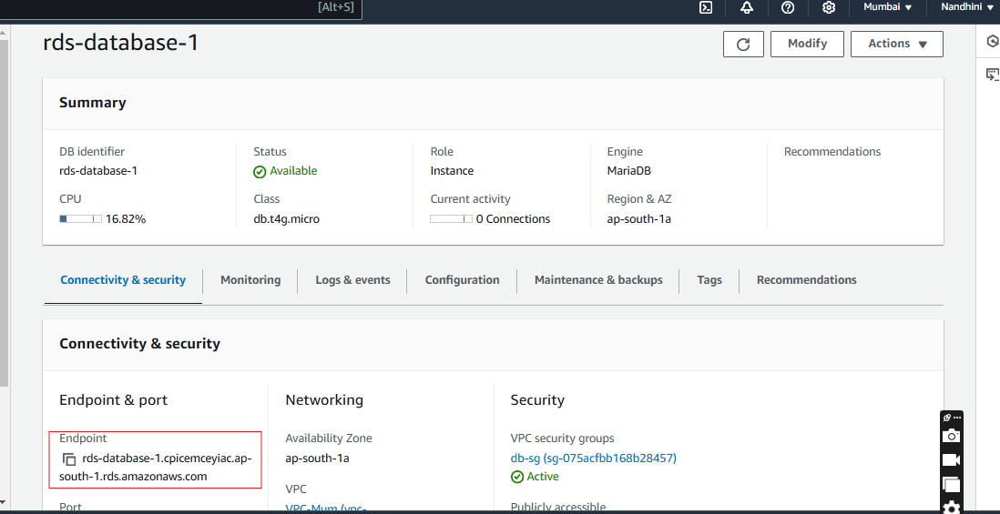 [Alt+S]
Mumbai
Nandhini
rds-database-1
Modify
Actions
Summary
DB identifier
rds-database-1
Status
Available
Role
Instance
Engine
MariaDB
Recommendations
CPU
16.82%
Class
db.t4g.micro
Current activity
0 Connections
Region & AZ
ap-south-1a
Connectivity & security
Monitoring
Logs & events
Configuration
Maintenance & backups
Tags
Recommendations
Connectivity & security
Endpoint & port
Endpoint
rds-database-1.cpicemceyiac.ap-
south-1.rds.amazonaws.com
Port
Networking
Availability Zone
ap-south-1a
VPC
VPC-Mum (vpc-
Security
VPC security groups
db-sg (sg-075acfbb168b28457)
Active
Publicly accessible